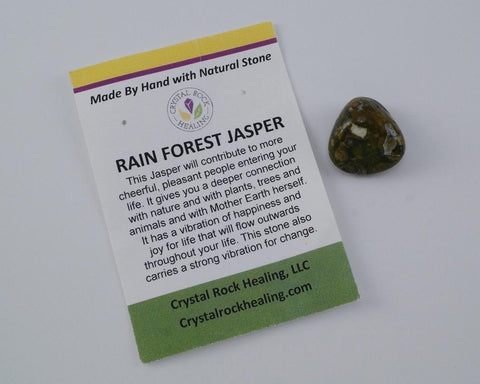 Made By Hand with Natural Stone
CRYSTAL ROCK
HEALING
RAIN FOREST JASPER
This Jasper will contribute to more
cheerful, pleasant people entering your
life. It gives you a deeper connection
with nature and with plants, trees and
animals and with Mother Earth herself.
It has a vibration of happiness and
joy for life that will flow outwards
throughout your life. This stone also
carries a strong vibration for change.
Crystal Rock Healing, LLC
Crystalrockhealing.com